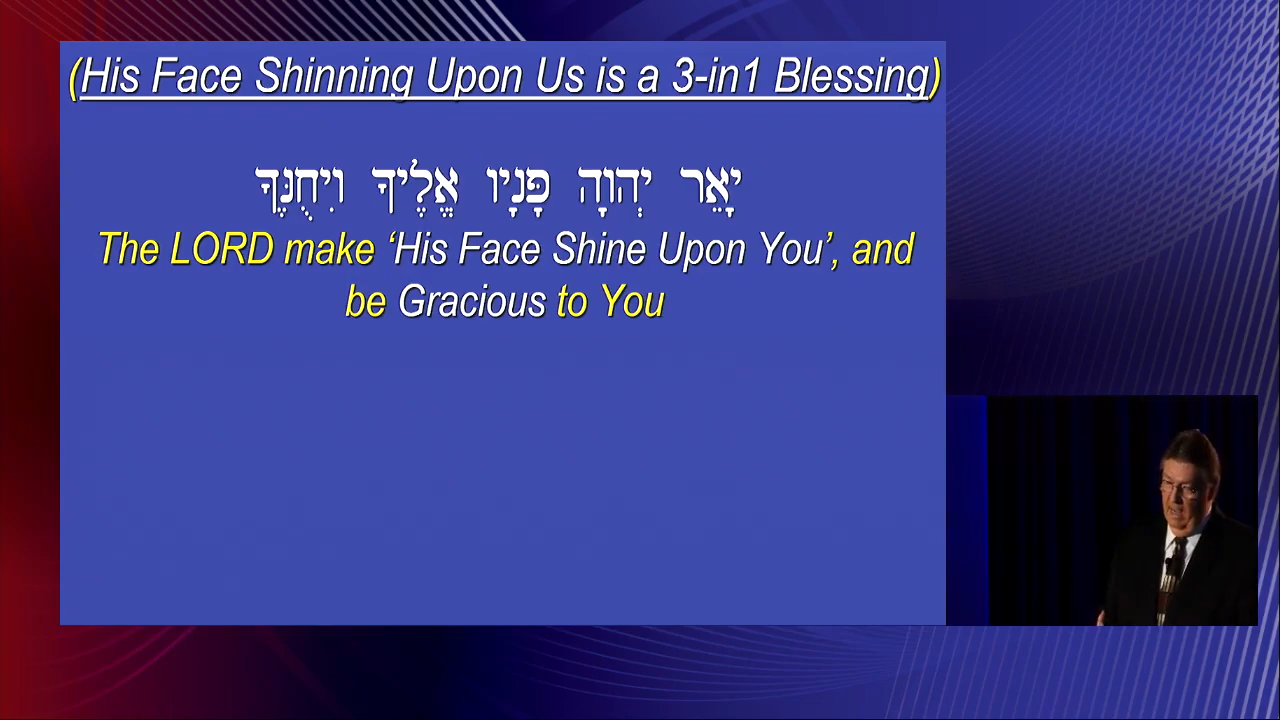 (His Face Shinning Upon Us is a 3-in1 Blessing)
יָאֵר יְהוָה פָּנָיו אֱלֶיךָ וִיחֻנֶּךָּ
The LORD make ‘His Face Shine Upon You’, and
be Gracious to You